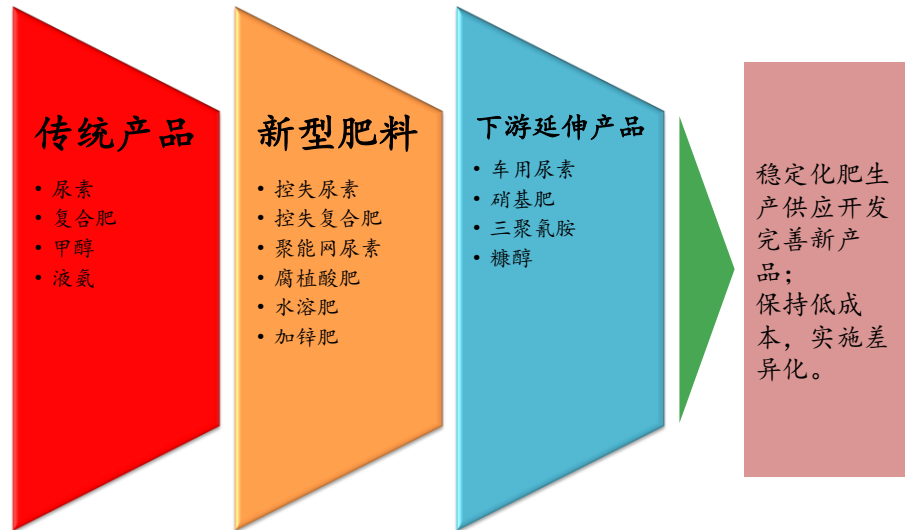 传统产品
• 尿素
• 复合肥
• 甲醇
• 液氨
新型肥料
• 控失尿素
• 控失复合肥
• 聚能网尿素
• 腐植酸肥
• 水溶肥
• 加锌肥
下游延伸产品
• 车用尿素
• 硝基肥
• 三聚氰胺
• 糠醇
稳定化肥生
产供应开发
完善新产
品；
保持低成
本，实施差
异化。